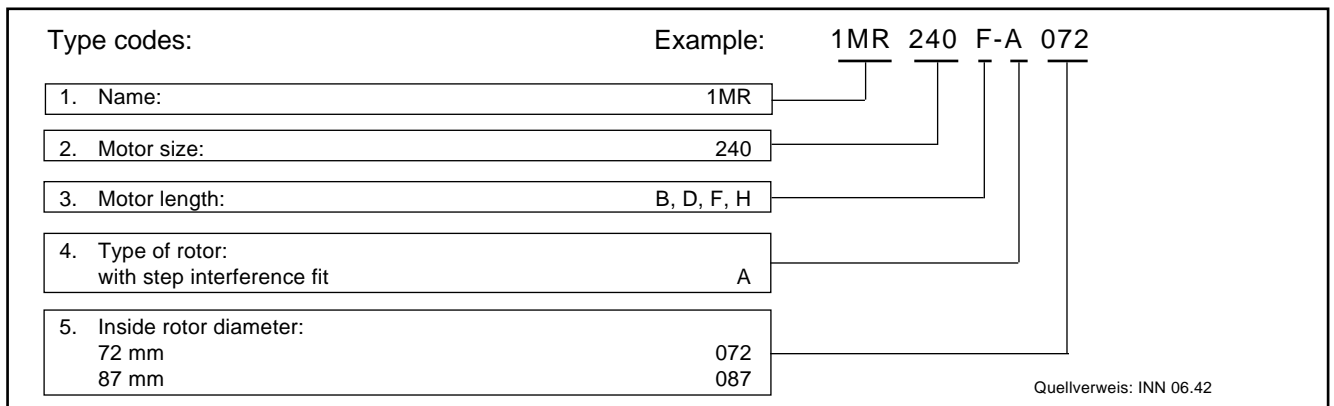 Type codes: Example: 1MR 240 F-A 072
1. Name: 1MR
2. Motor size: 240
3. Motor length: B, D, F, H
4. Type of rotor:
with step interference fit A
5. Inside rotor diameter:
72 mm 072
87 mm 087
Quellverweis: INN 06.42